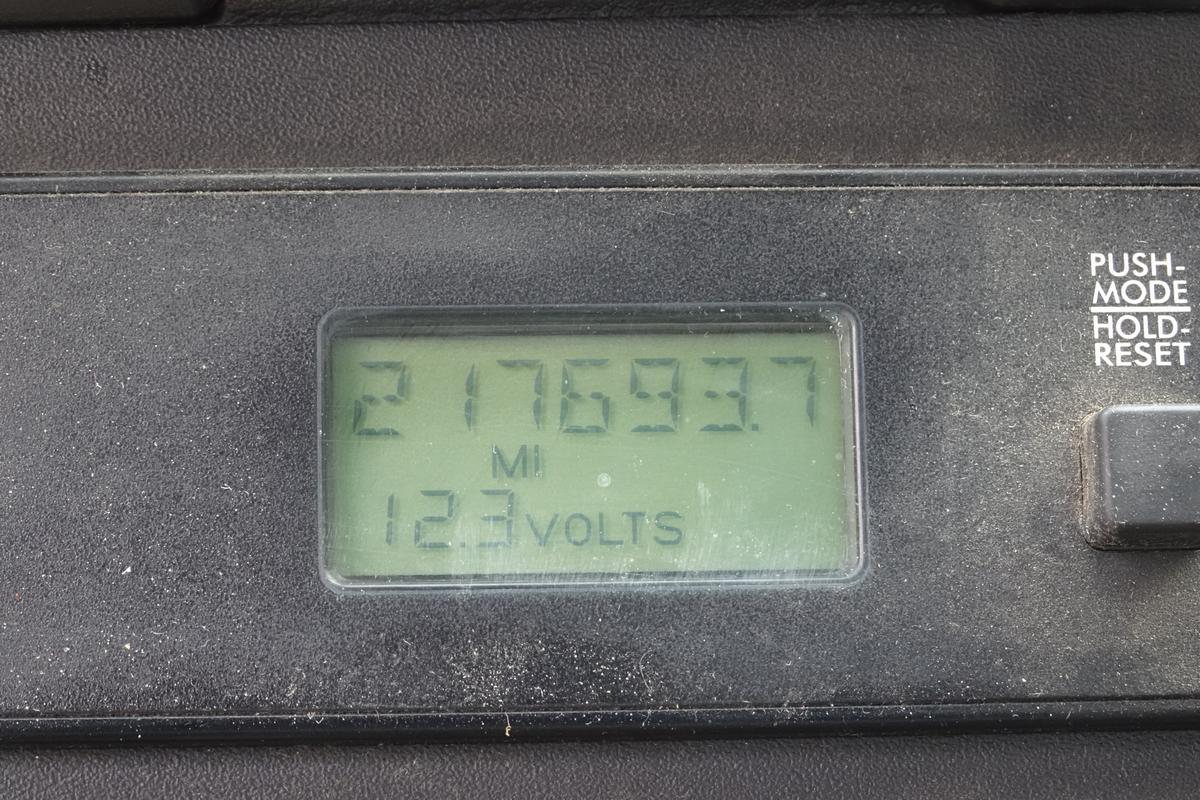 217693.7
MI
12.3 VOLTS
PUSH-
MODE
HOLD-
RESET